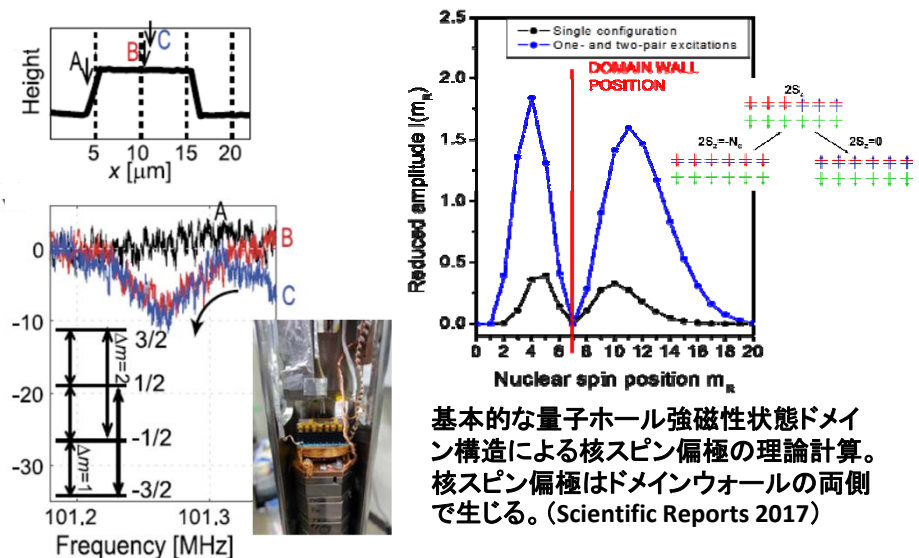 Height
A
B
C
5
10
15
20
x [μm]
0
-10
-20
-30
A
B
C
3/2
1/2
-1/2
-3/2
Δm=2
Δm=1
101.2
101.3
Frequency [MHz]
Single configuration
One- and two-pair excitations
DOMAIN WALL
POSITION
Reduced amplitude I(m_R)
2.5
2.0
1.5
1.0
0.5
0.0
0
2
4
6
8
10
12
14
16
18
20
Nuclear spin position m_R
2S_z
2S_z=-N_e
2S_z=0
基本的な量子ホール強磁性状態ドメイ
ン構造による核スピン偏極の理論計算。
核スピン偏極はドメインウォールの両側
で生じる。（Scientific Reports 2017）